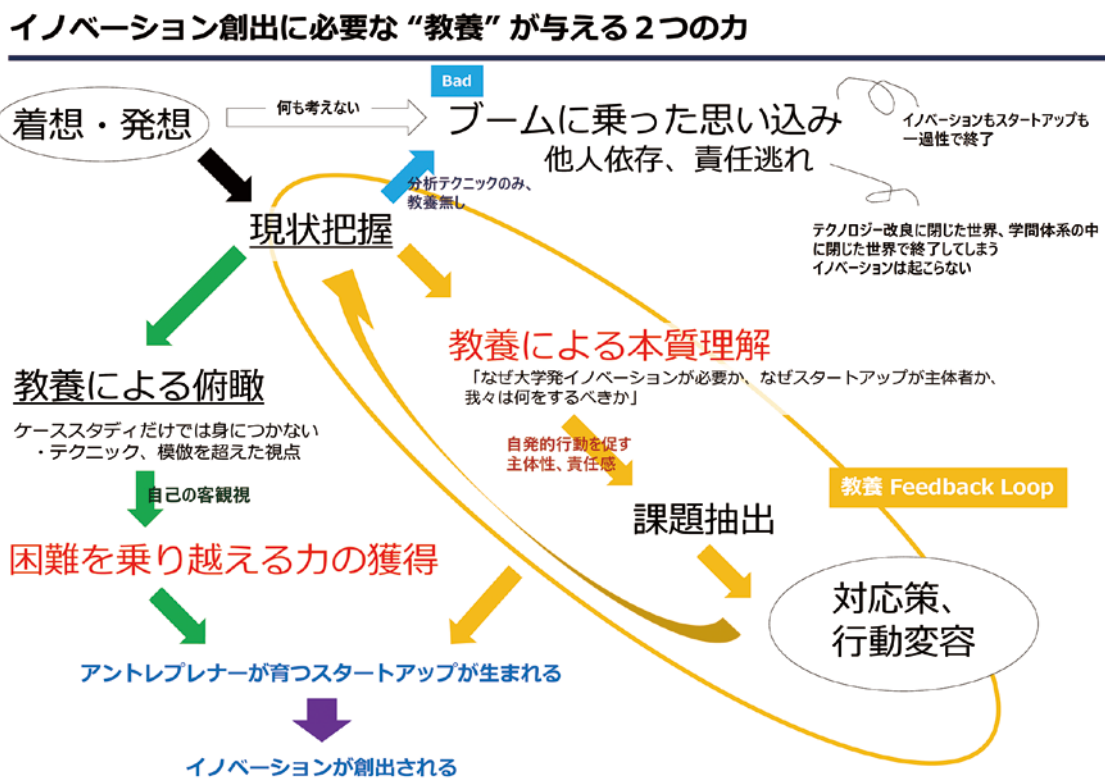 イノベーション創出に必要な “教養” が与える２つの力
Bad
着想・発想
何も考えない
ブームに乗った思い込み
他人依存、責任逃れ
イノベーションもスタートアップも
一過性で終了
分析テクニックのみ、
教養無し
現状把握
テクノロジー改良に閉じた世界、学問体系の中
に閉じた世界で終了してしまう
イノベーションは起こらない
教養による本質理解
「なぜ大学発イノベーションが必要か、なぜスタートアップが主体者か、
我々は何をするべきか」
教養による俯瞰
ケーススタディだけでは身につかない
・テクニック、模倣を超えた視点
自発的行動を促す
主体性、責任感
自己の客観視
教養 Feedback Loop
課題抽出
困難を乗り越える力の獲得
対応策、
行動変容
アントレプレナーが育つスタートアップが生まれる
イノベーションが創出される